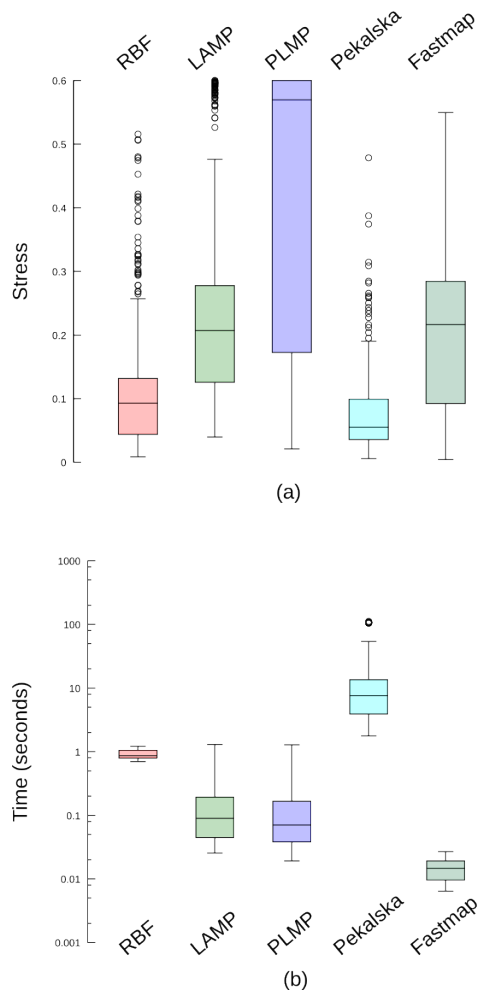 RBF LAMP PLMP Pekalska Fastmap
0.6
0.5
0.4
0.3
0.2
0.1
0
Stress
(a)
1000
100
10
1
0.1
0.01
0.001
Time (seconds)
RBF LAMP PLMP Pekalska Fastmap
(b)